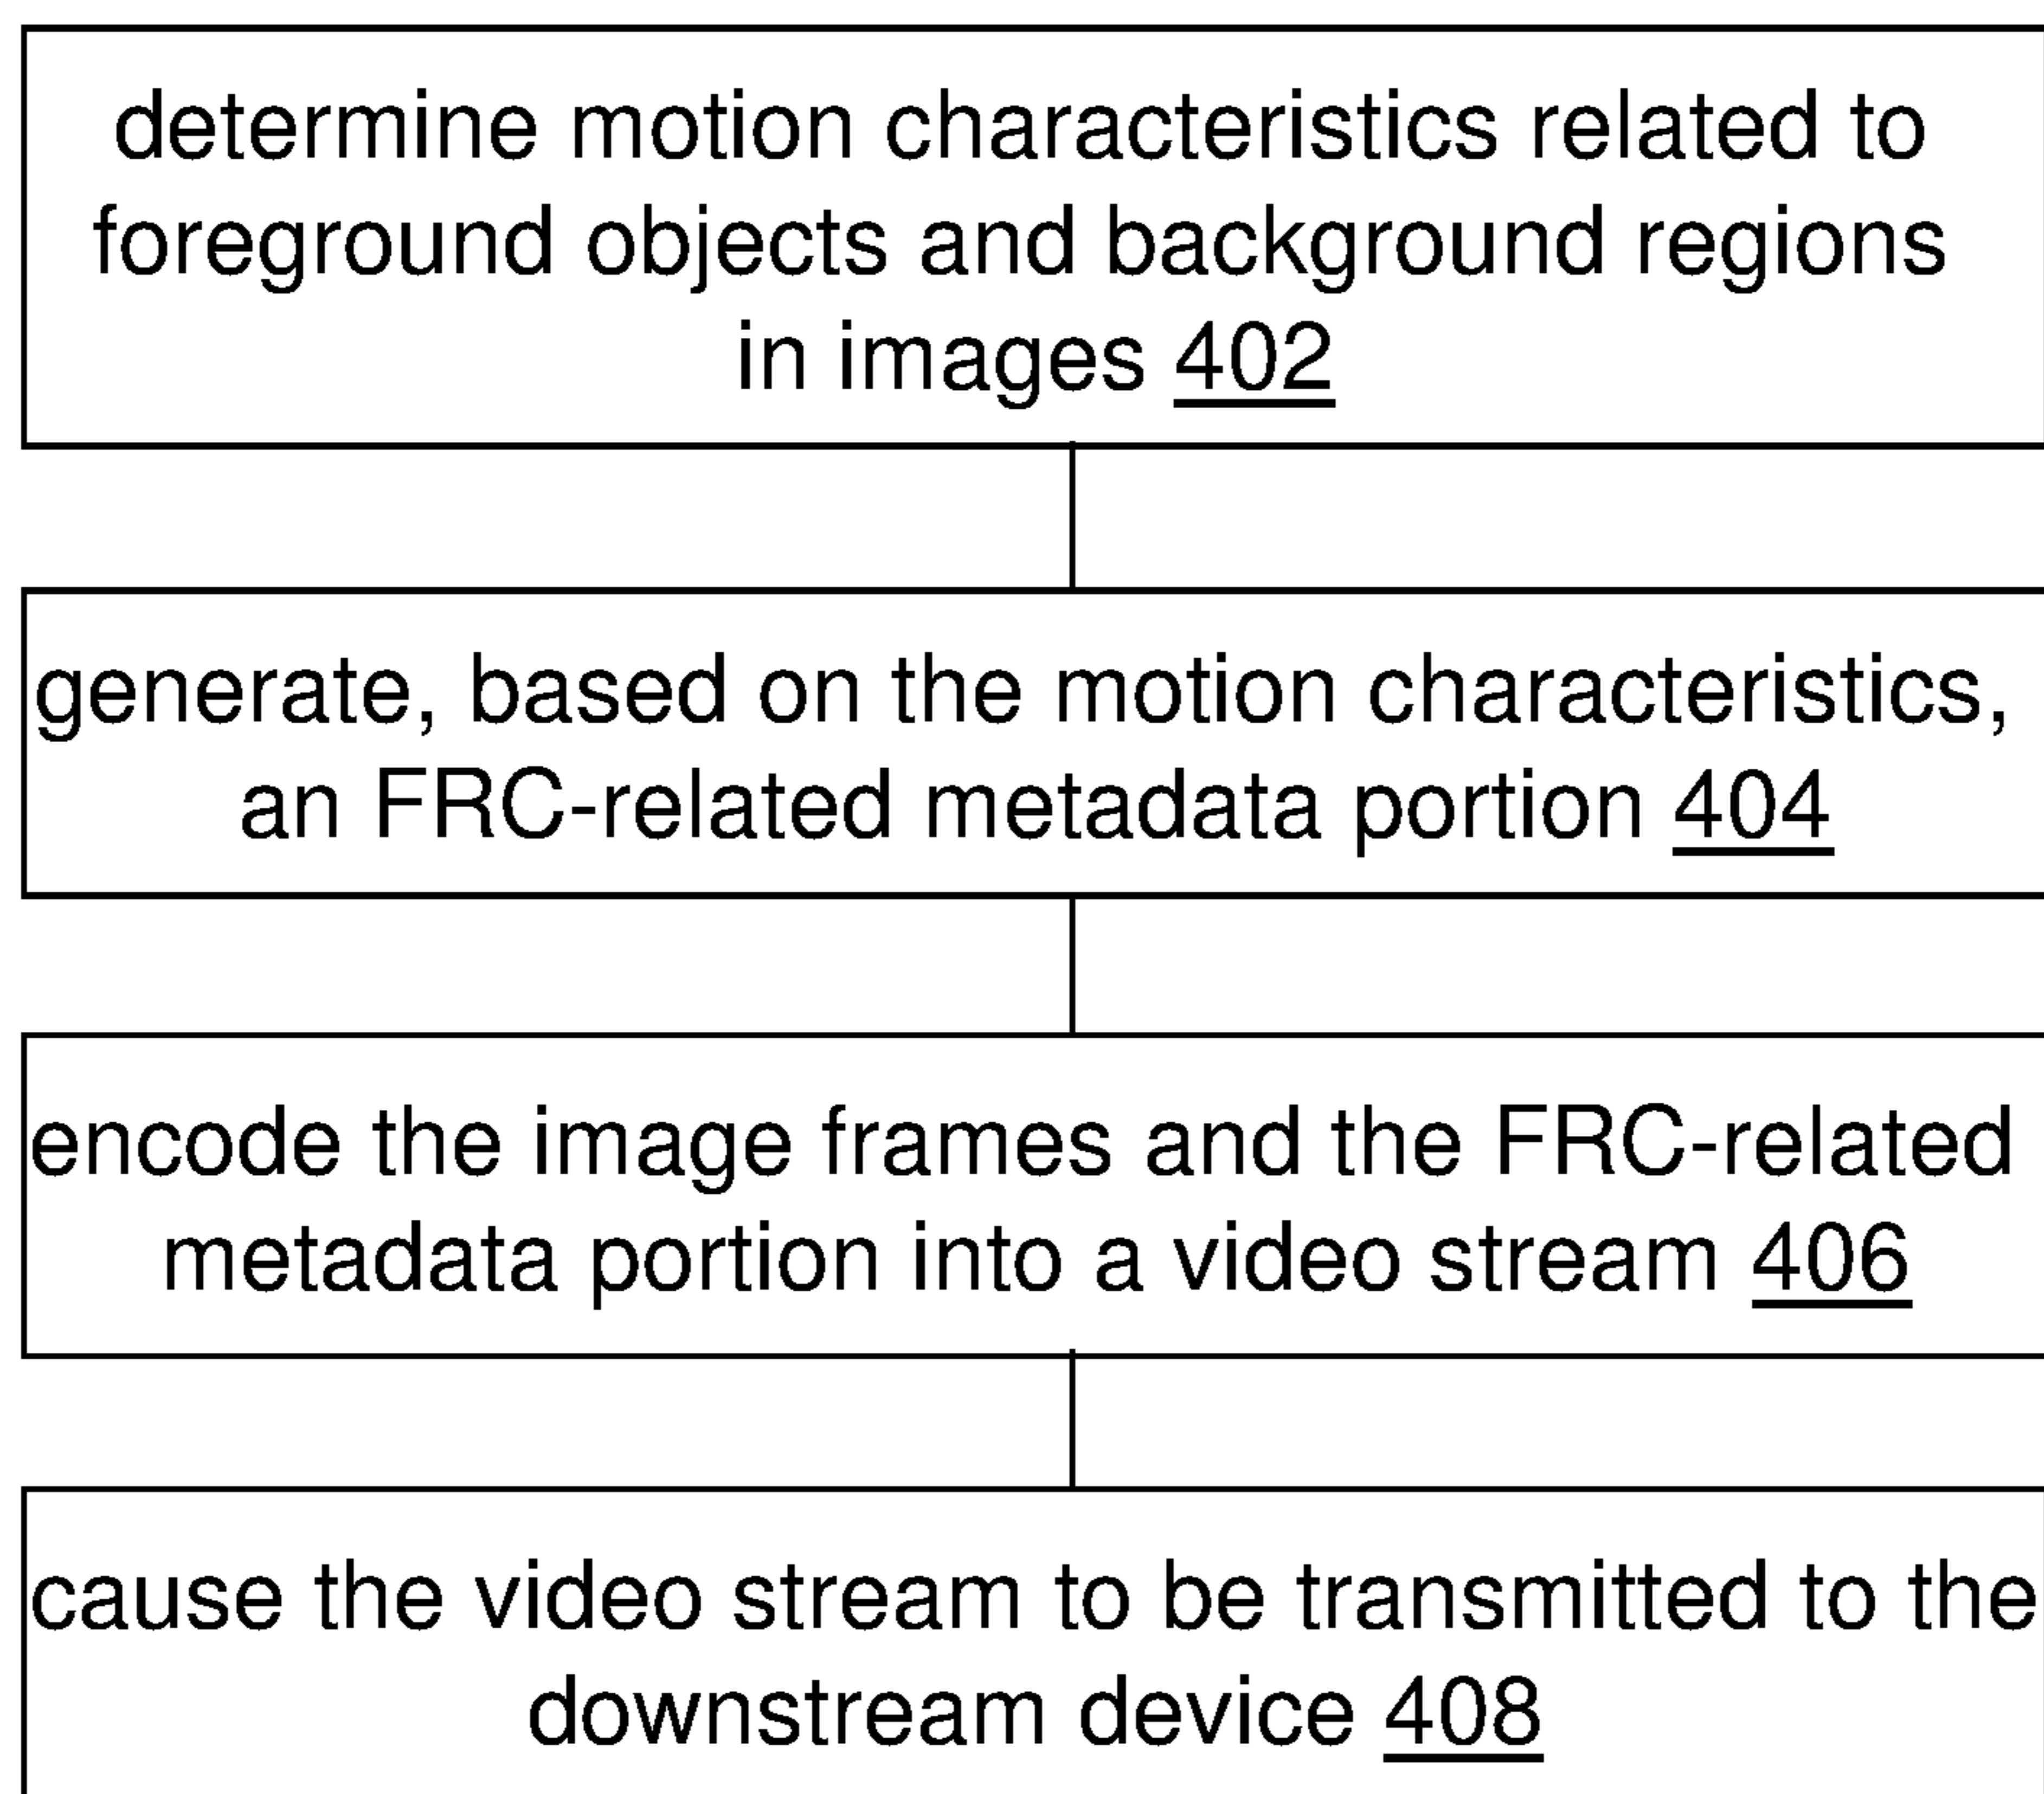 determine motion characteristics related to
foreground objects and background regions
in images 402
generate, based on the motion characteristics,
an FRC-related metadata portion 404
encode the image frames and the FRC-related
metadata portion into a video stream 406
cause the video stream to be transmitted to the
downstream device 408